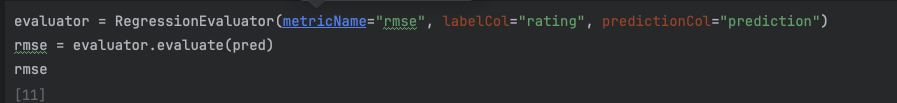 evaluator = RegressionEvaluator(metricName="rmse", labelCol="rating", predictionCol="prediction")
rmse = evaluator.evaluate(pred)
rmse
[11]